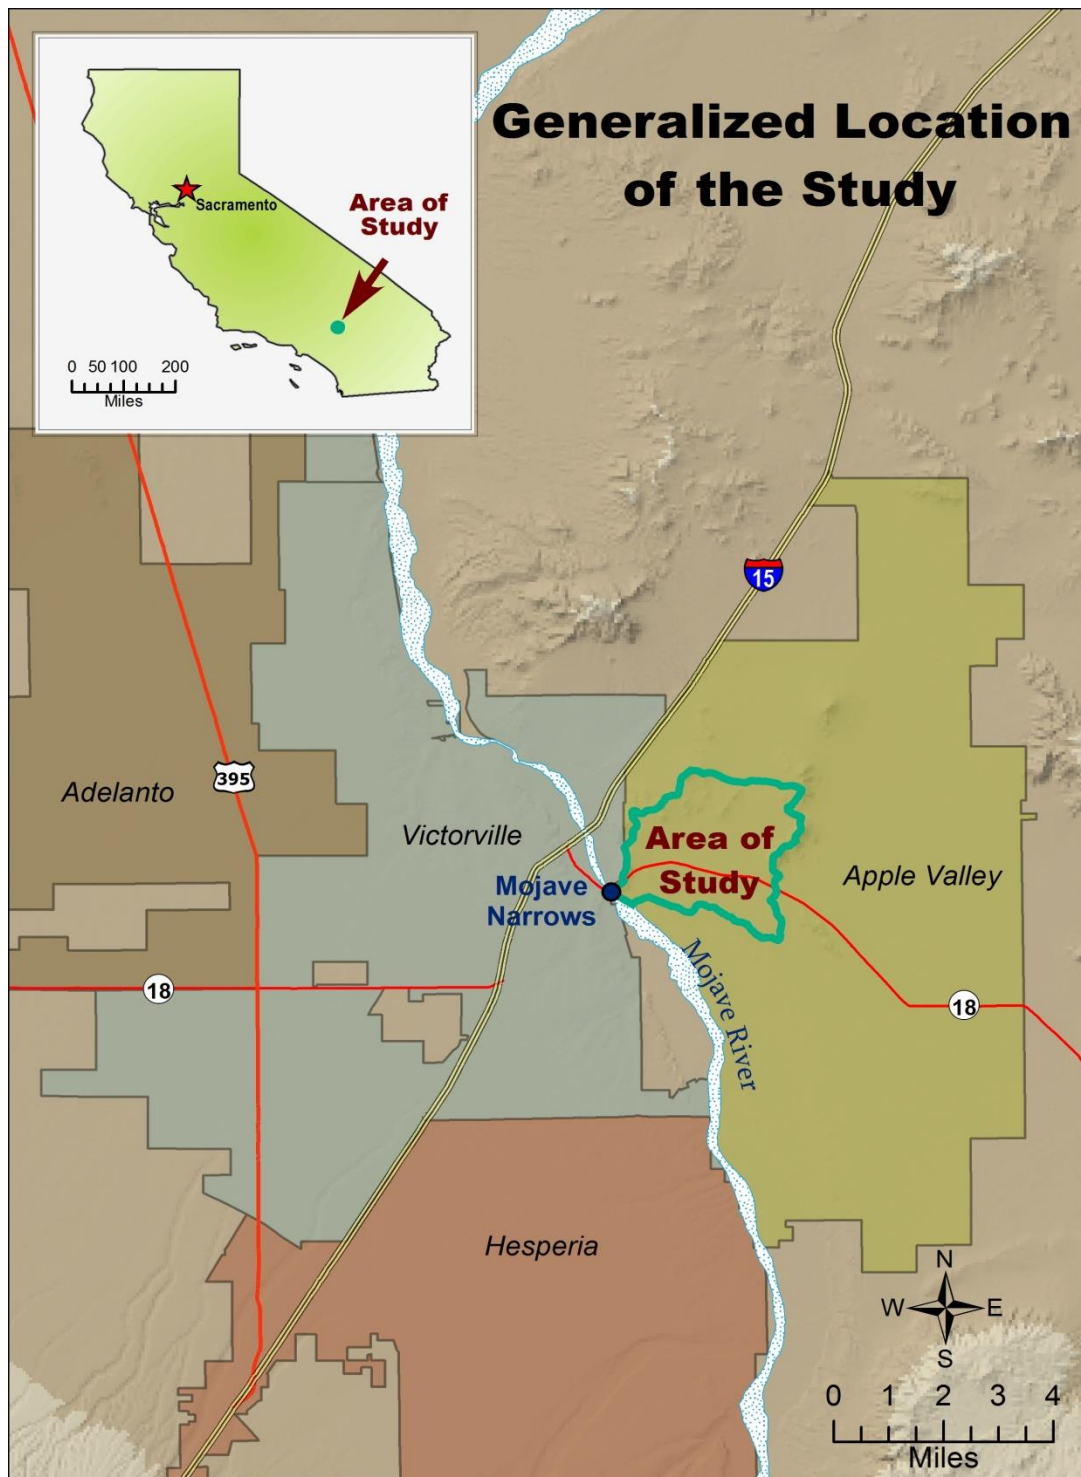 Generalized Location
of the Study
Sacramento
Area of
Study
0 50 100 200
Miles
15
395
Adelanto
Victorville
Area of
Study
Apple Valley
Mojave
Narrows
Mojave River
18
18
Hesperia
N
W E
S
0 1 2 3 4
Miles